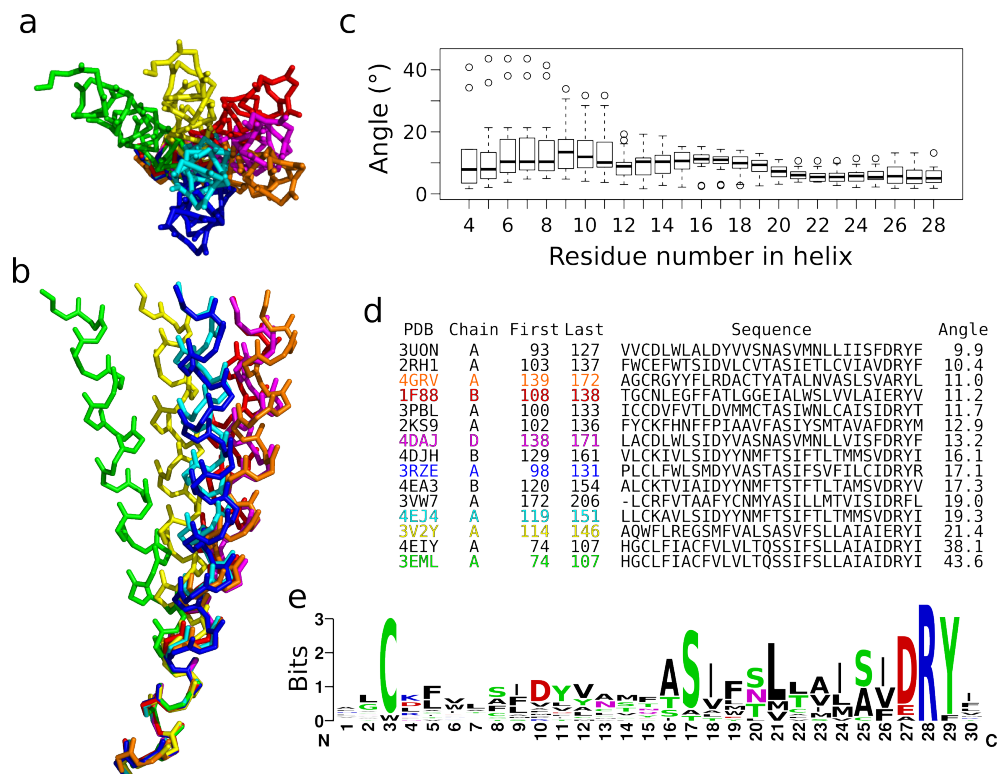 a
b
c
Angle (°)
40
20
0
4 6 8 10 12 14 16 18 20 22 24 26 28
Residue number in helix
d
PDB Chain First Last Sequence Angle
3UON A 93 127 VVCDLWLALDYVVSNASVMNLLIISFDRYF 9.9
2RH1 A 103 137 FWCEFWTSIDVLCVTASIETLCVIAVDRYL 10.4
4GRV A 139 172 AGCRGYYFLRDACTYATALNVASLSVARYL 11.0
1F88 B 108 138 TGCNLEGFFATLGGEIALWSLVVLAIERYV 11.2
3PBL A 100 133 ICCDVFVTLDVMMCTASIWNLCAISIDRYT 11.7
2KS9 A 102 136 FYCKFHNFFPIAAVFASIYSMTAVAFDRYM 12.9
4DAJ D 138 171 LACDLWLSIDYVASNASVMNLLVISFDRYF 13.2
4DJH B 129 161 VLCKIVLSIDYYNMFTSIFTLTMMSVDRYI 16.1
3RZE A 98 131 PLCLFWLSMDYVASTASIFSVFILCIDRYR 17.1
4EA3 B 120 154 ALCKTVIAIDYYNMFTSTFTLTAMSVDRYV 17.3
3VW7 A 172 206 -LCRFVTAAFYCNMYASILLMTVISIDRFL 19.0
4EJ4 A 119 151 LLCKAVLSIDYYNMFTSIFTLTMMSVDRYI 19.3
3V2Y A 114 146 AQWFLREGSMFVALSASVFSLLAIAIERYI 21.4
4EIY A 74 107 HGCLFIACFVLVLTQSSIFSLLAIAIDRYI 38.1
3EML A 74 107 HGCLFIACFVLVLTQSSIFSLLAIAIDRYI 43.6
e
Bits
3
2
1
0
1 2 3 4 5 6 7 8 9 10 11 12 13 14 15 16 17 18 19 20 21 22 23 24 25 26 27 28 29 30
N C